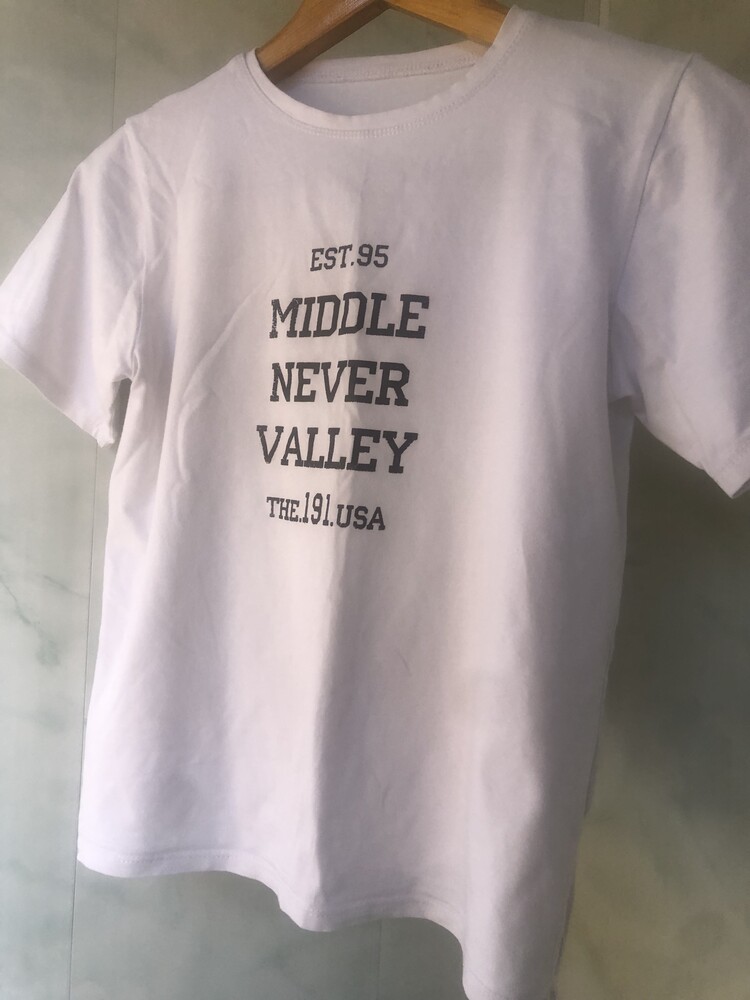 EST.95
MIDDLE
NEVER
VALLEY
THE.191.USA